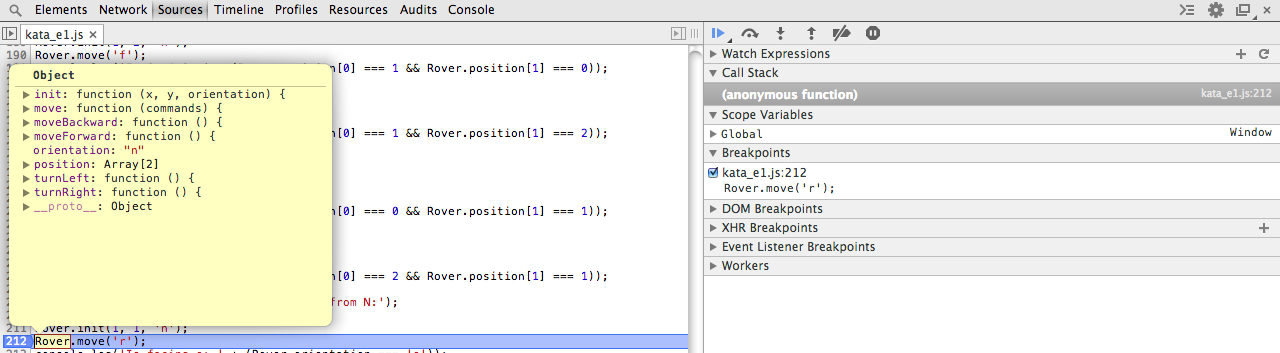 Elements Network Sources Timeline Profiles Resources Audits Console
kata_e1.js ×
190 Rover.move('f');
[0] === 1 && Rover.position[1] === 0));
Object
init: function (x, y, orientation) {
move: function (commands) {
moveBackward: function () {
[0] === 1 && Rover.position[1] === 2));
moveForward: function () {
orientation: "n"
position: Array[2]
turnLeft: function () {
turnRight: function () {
__proto__: Object
[0] === 0 && Rover.position[1] === 1));
[0] === 2 && Rover.position[1] === 1));
from N:');
211 Rover.init(1, 1, 'n');
212 Rover.move('r');
Watch Expressions
Call Stack
(anonymous function) kata_e1.js:212
Scope Variables
Global Window
Breakpoints
kata_e1.js:212
Rover.move('r');
DOM Breakpoints
XHR Breakpoints
Event Listener Breakpoints
Workers